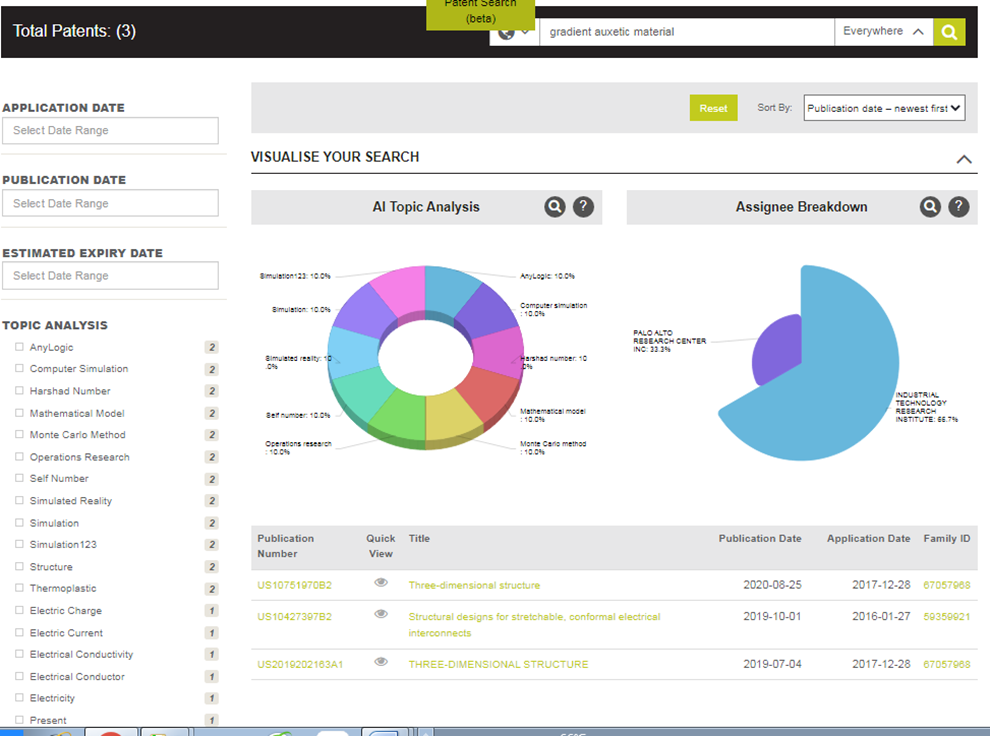 Patent Search
(beta)
Total Patents: (3)
gradient auxetic material
Everywhere
APPLICATION DATE
Select Date Range
PUBLICATION DATE
Select Date Range
ESTIMATED EXPIRY DATE
Select Date Range
TOPIC ANALYSIS
AnyLogic 2
Computer Simulation 2
Harshad Number 2
Mathematical Model 2
Monte Carlo Method 2
Operations Research 2
Self Number 2
Simulated Reality 2
Simulation 2
Simulation123 2
Structure 2
Thermoplastic 2
Electric Charge 1
Electric Current 1
Electrical Conductivity 1
Electrical Conductor 1
Electricity 1
Present 1
Reset
Sort By:
Publication date – newest first
VISUALISE YOUR SEARCH
AI Topic Analysis
?
Simulation123: 10.0%
AnyLogic: 10.0%
Simulation: 10.0%
Computer simulation
: 10.0%
Simulated reality: 10
.0%
Harshad number: 10
.0%
Self number: 10.0%
Mathematical model
: 10.0%
Operations research
: 10.0%
Monte Carlo method
: 10.0%
Assignee Breakdown
?
PALO ALTO
RESEARCH CENTER
INC: 33.3%
INDUSTRIAL
TECHNOLOGY
RESEARCH
INSTITUTE: 66.7%
Publication
Number
Quick
View
Title
Publication Date
Application Date
Family ID
US10751970B2 Three-dimensional structure 2020-08-25 2017-12-28 67057968
US10427397B2 Structural designs for stretchable, conformal electrical 2019-10-01 2016-01-27 59359921
interconnects
US2019202163A1 THREE-DIMENSIONAL STRUCTURE 2019-07-04 2017-12-28 67057968